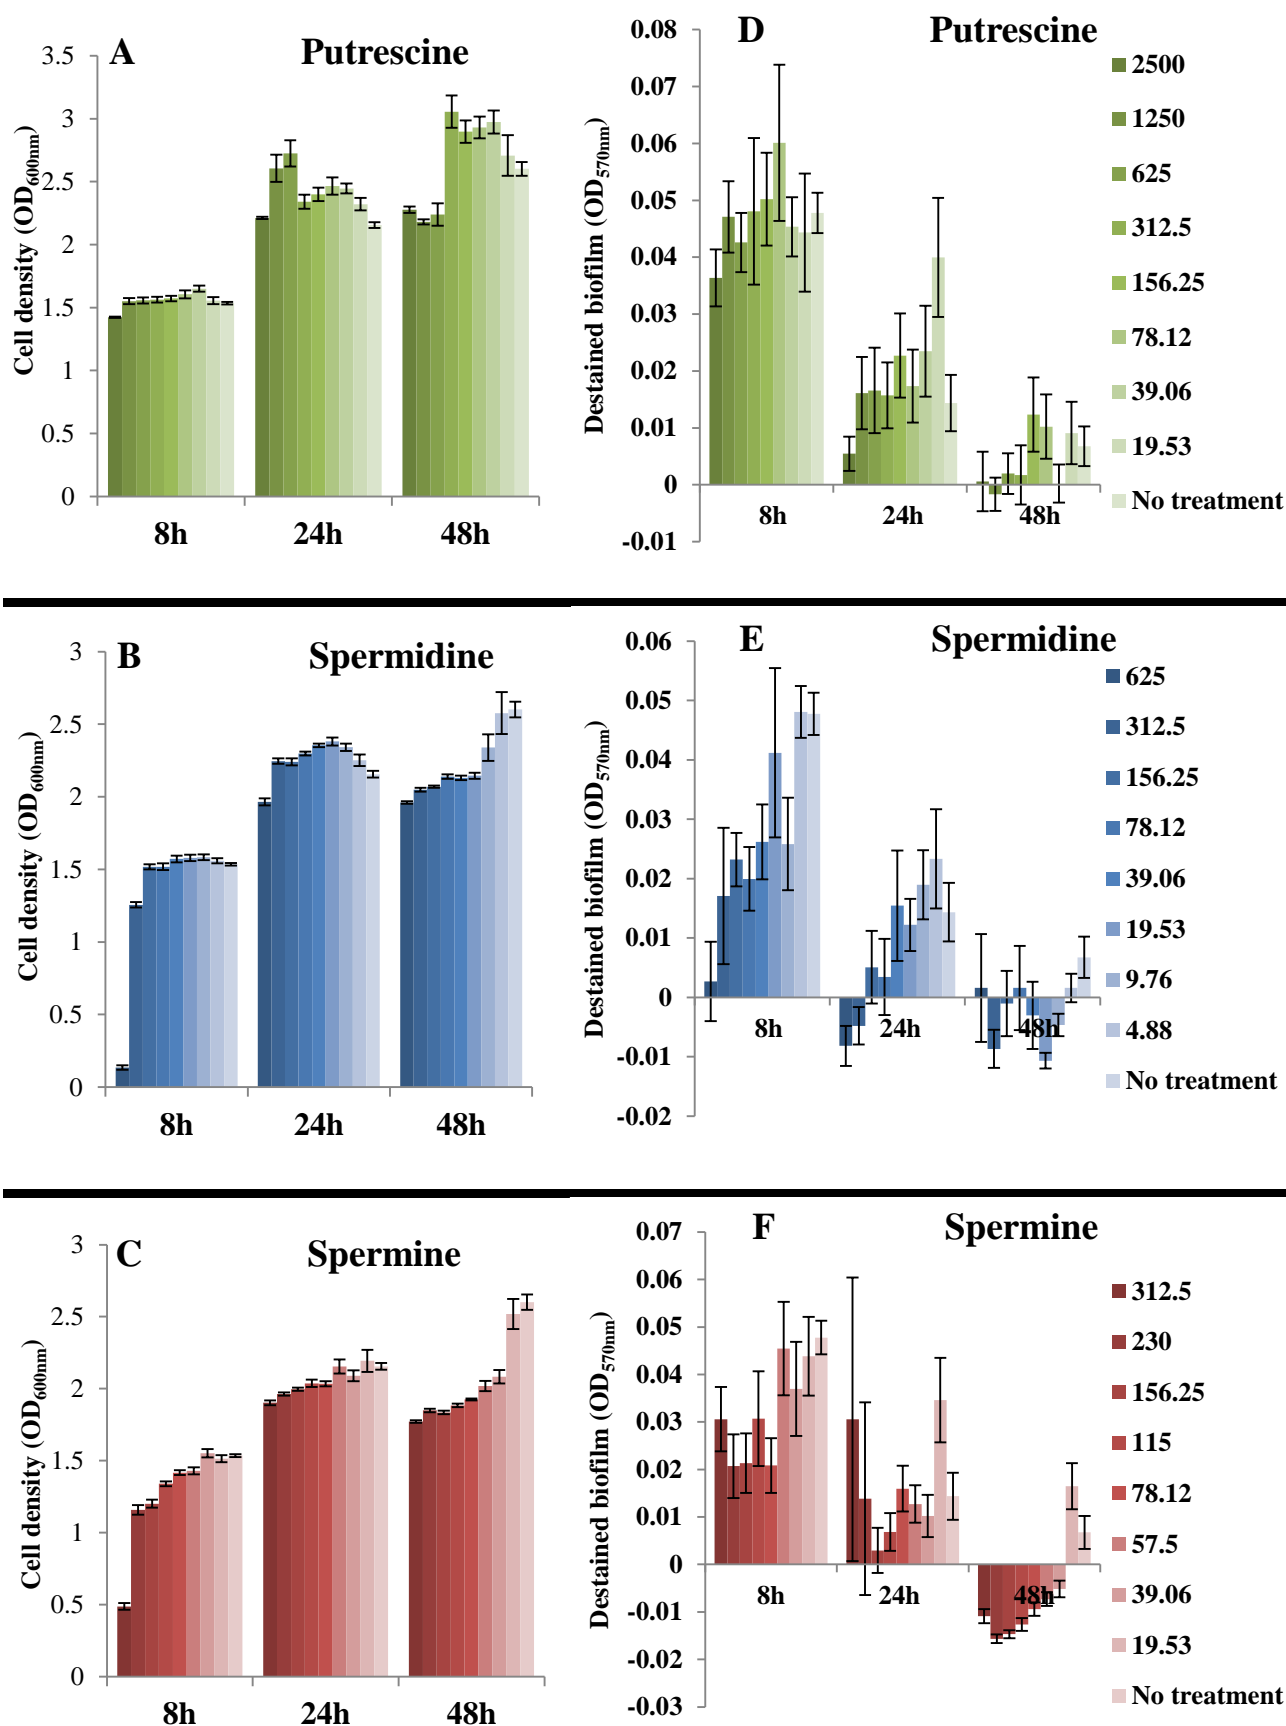 A
Putrescine
3.5
3
2.5
2
1.5
1
0.5
0
Cell density (OD600nm)
8h
24h
48h
D
Putrescine
0.08
0.07
0.06
0.05
0.04
0.03
0.02
0.01
0
-0.01
Destained biofilm (OD570nm)
8h
24h
48h
2500
1250
625
312.5
156.25
78.12
39.06
19.53
No treatment
B
Spermidine
3
2.5
2
1.5
1
0.5
0
Cell density (OD600nm)
8h
24h
48h
E
Spermidine
0.06
0.05
0.04
0.03
0.02
0.01
0
-0.01
-0.02
Destained biofilm (OD570nm)
8h
24h
48h
625
312.5
156.25
78.12
39.06
19.53
9.76
4.88
No treatment
C
Spermine
3
2.5
2
1.5
1
0.5
0
Cell density (OD600nm)
8h
24h
48h
F
Spermine
0.07
0.06
0.05
0.04
0.03
0.02
0.01
0
-0.01
-0.02
-0.03
Destained biofilm (OD570nm)
8h
24h
48h
312.5
230
156.25
115
78.12
57.5
39.06
19.53
No treatment